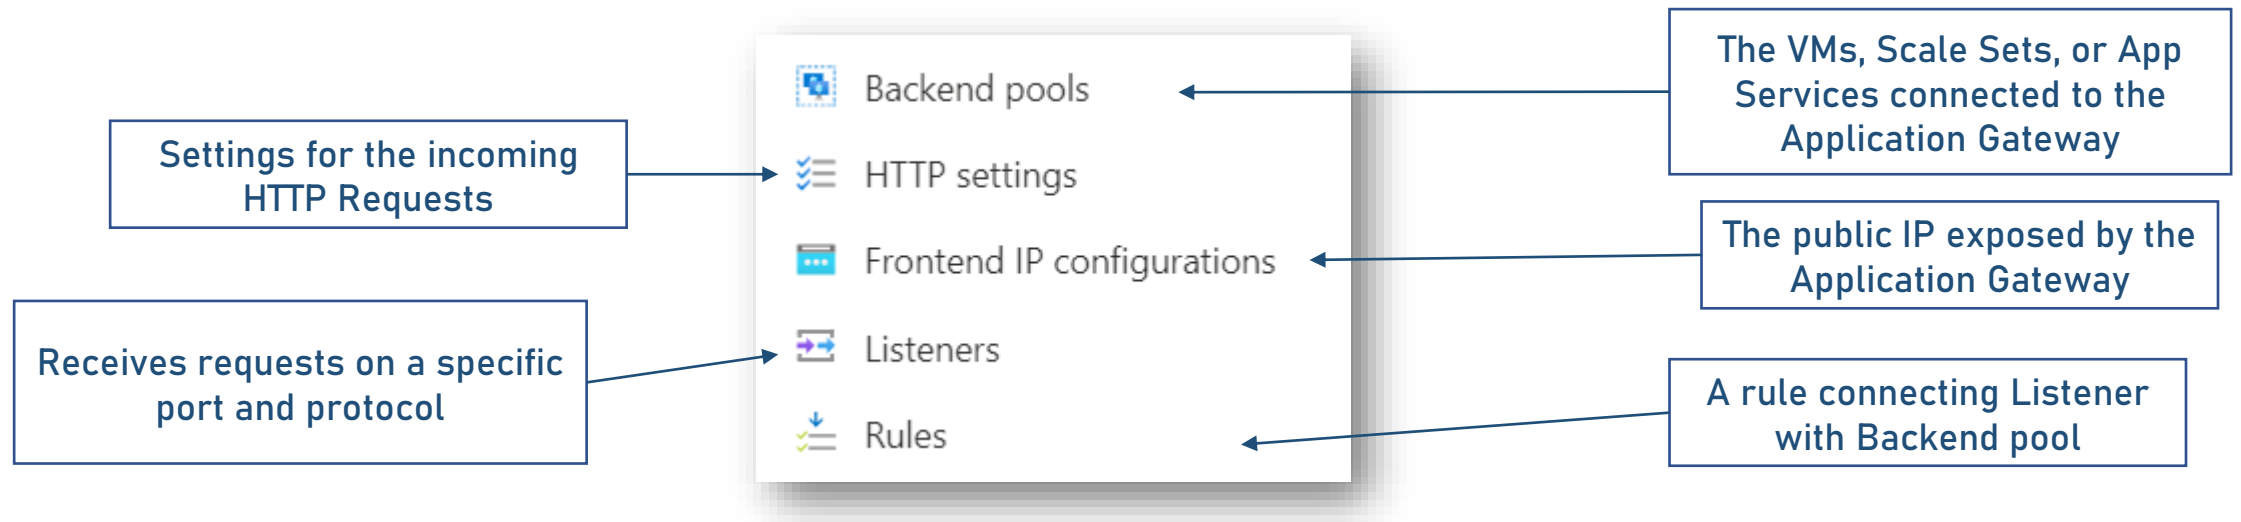 Backend pools
HTTP settings
Frontend IP configurations
Listeners
Rules
Settings for the incoming
HTTP Requests
Receives requests on a specific
port and protocol
The VMs, Scale Sets, or App
Services connected to the
Application Gateway
The public IP exposed by the
Application Gateway
A rule connecting Listener
with Backend pool